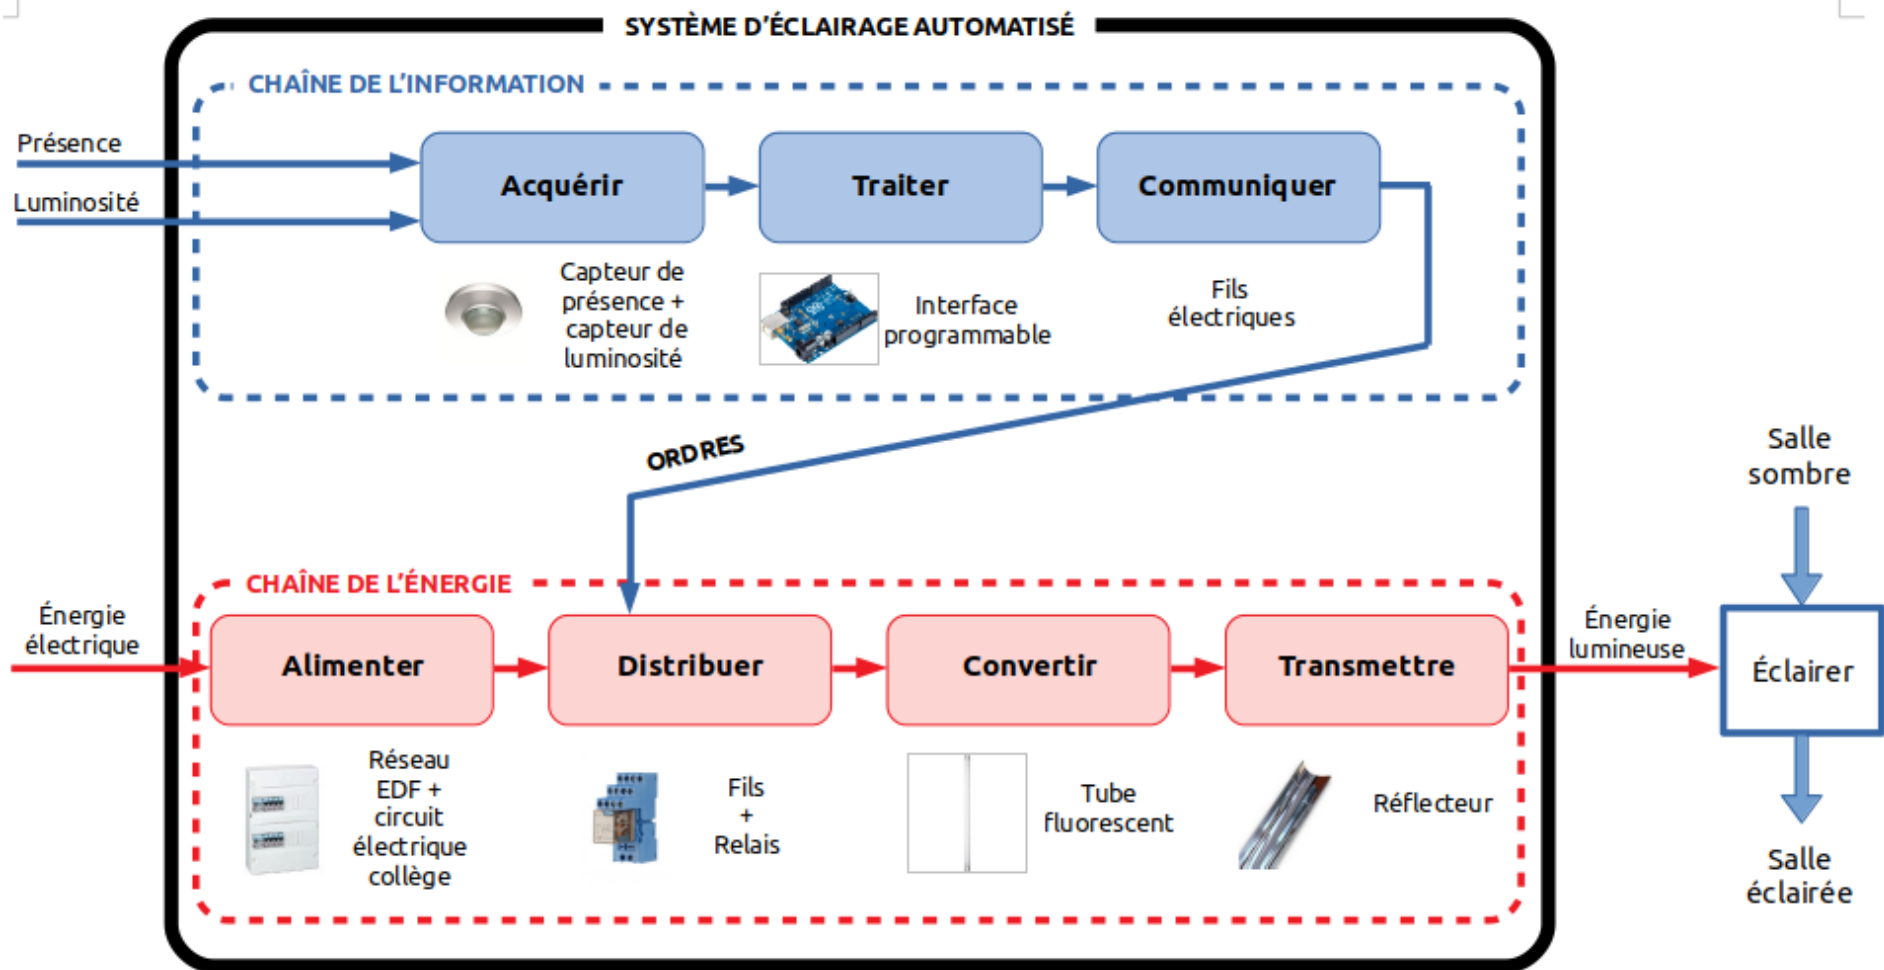 SYSTÈME D'ÉCLAIRAGE AUTOMATISÉ
CHAÎNE DE L'INFORMATION
Présence
Luminosité
Acquérir
Traiter
Communiquer
Capteur de
présence +
capteur de
luminosité
Interface
programmable
Fils
électriques
ORDRES
Salle
sombre
CHAÎNE DE L'ÉNERGIE
Énergie
électrique
Alimenter
Distribuer
Convertir
Transmettre
Énergie
lumineuse
Éclairer
Réseau
EDF +
circuit
électrique
collège
Fils
+
Relais
Tube
fluorescent
Réflecteur
Salle
éclairée